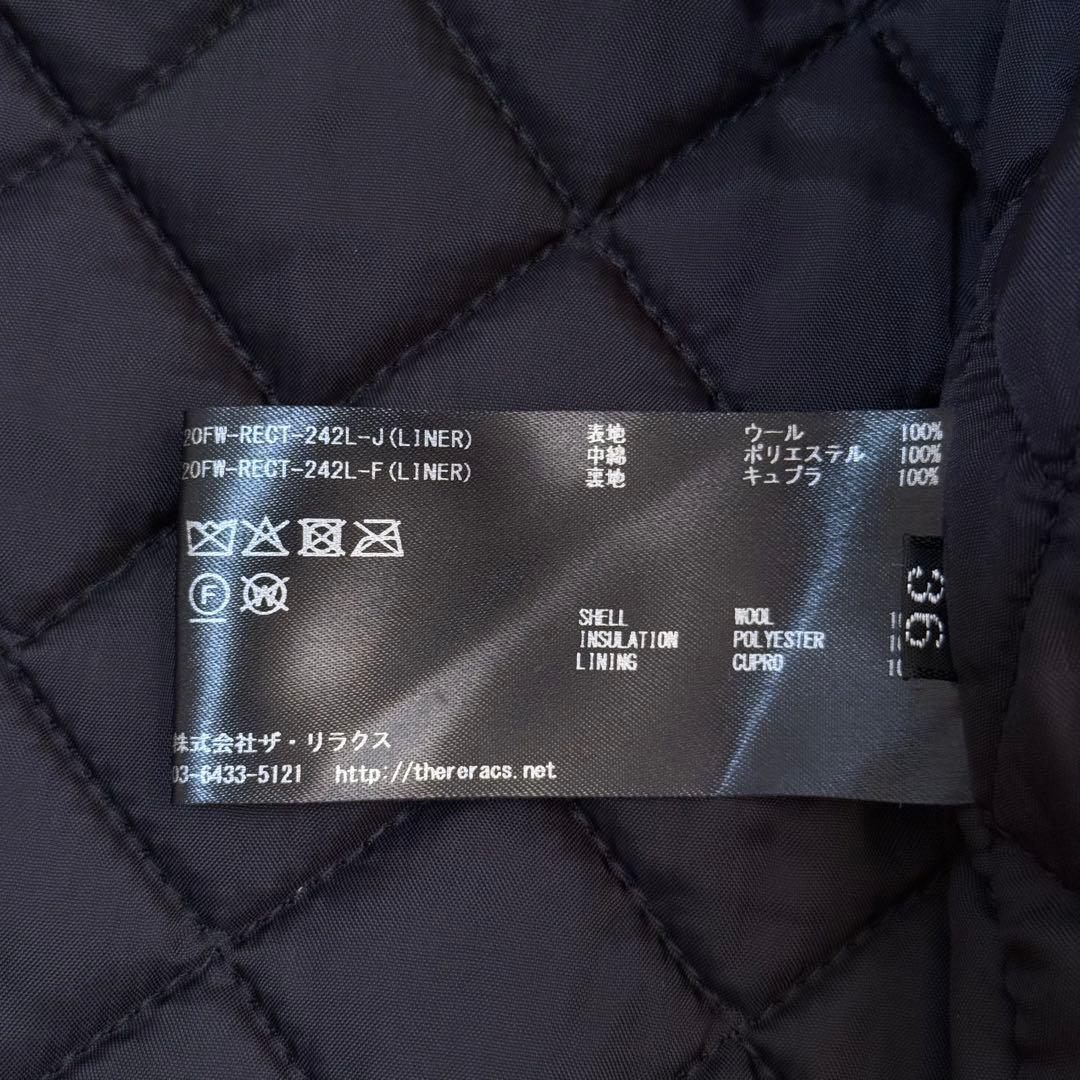 20FW-RECT-242L-J(LINER)
20FW-RECT-242L-F(LINER)
表地 ウール 100%
中綿 ポリエステル 100%
裏地 キュプラ 100%
F
W
36
SHELL WOOL
INSULATION POLYESTER
LINING CUPRO
株式会社ザ・リラクス
03-6433-5121 http://thereracs.net